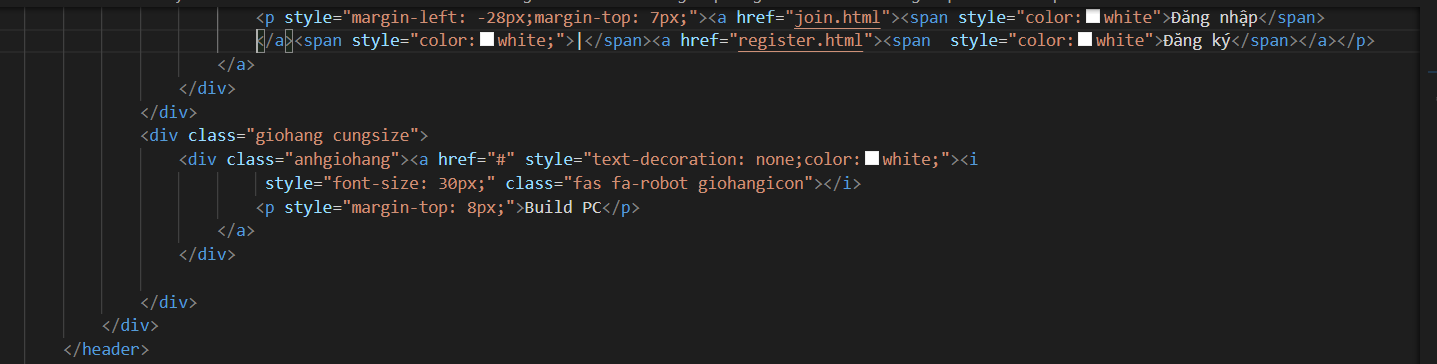 <p style="margin-left: -28px;margin-top: 7px;"><a href="join.html"><span style="color:white">Đăng nhập</span>
</a><span style="color:white;">|</span><a href="register.html"><span  style="color:white">Đăng ký</span></a></p>
</a>
</div>
</div>
<div class="giohang cungsize">
<div class="anhgiohang"><a href="#" style="text-decoration: none;color:white;"><i
style="font-size: 30px;" class="fas fa-robot giohangicon"></i>
<p style="margin-top: 8px;">Build PC</p>
</a>
</div>
</div>
</div>
</header>